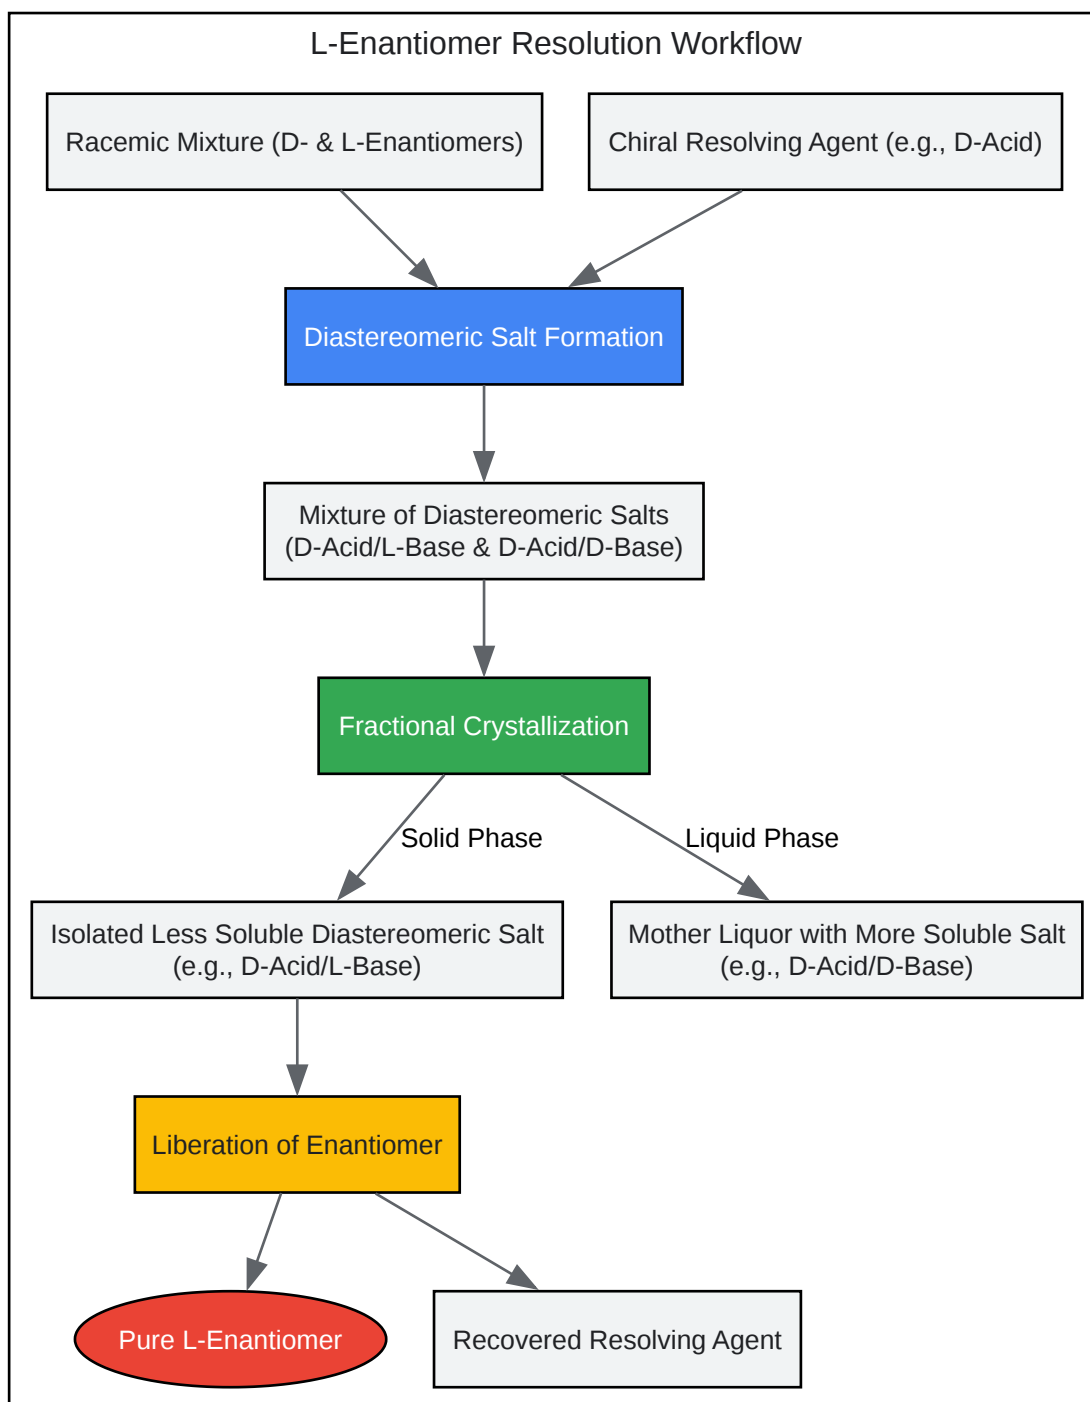 L-Enantiomer Resolution Workflow
Racemic Mixture (D- & L-Enantiomers)
Chiral Resolving Agent (e.g., D-Acid)
Diastereomeric Salt Formation
Mixture of Diastereomeric Salts
(D-Acid/L-Base & D-Acid/D-Base)
Fractional Crystallization
Solid Phase
Liquid Phase
Isolated Less Soluble Diastereomeric Salt
(e.g., D-Acid/L-Base)
Mother Liquor with More Soluble Salt
(e.g., D-Acid/D-Base)
Liberation of Enantiomer
Pure L-Enantiomer
Recovered Resolving Agent